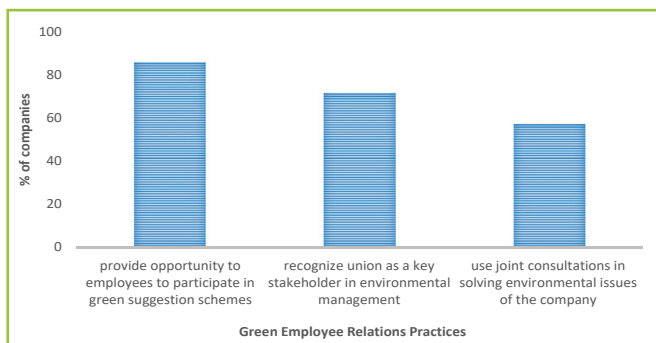 100
80
60
40
20
0
% of companies
provide opportunity to
employees to participate in
green suggestion schemes
recognize union as a key
stakeholder in environmental
management
use joint consultations in
solving environmental issues
of the company
Green Employee Relations Practices